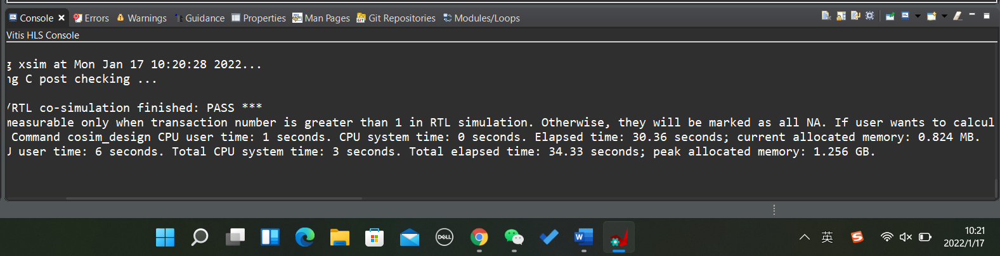 Console Errors Warnings Guidance Properties Man Pages Git Repositories Modules/Loops
Vitis HLS Console
g xsim at Mon Jan 17 10:20:28 2022...
ng C post checking ...
/RTL co-simulation finished: PASS ***
measurable only when transaction number is greater than 1 in RTL simulation. Otherwise, they will be marked as all NA. If user wants to calcul
Command cosim_design CPU user time: 1 seconds. CPU system time: 0 seconds. Elapsed time: 30.36 seconds; current allocated memory: 0.824 MB.
U user time: 6 seconds. Total CPU system time: 3 seconds. Total elapsed time: 34.33 seconds; peak allocated memory: 1.256 GB.
DELL
W
英
S
10:21
2022/1/17